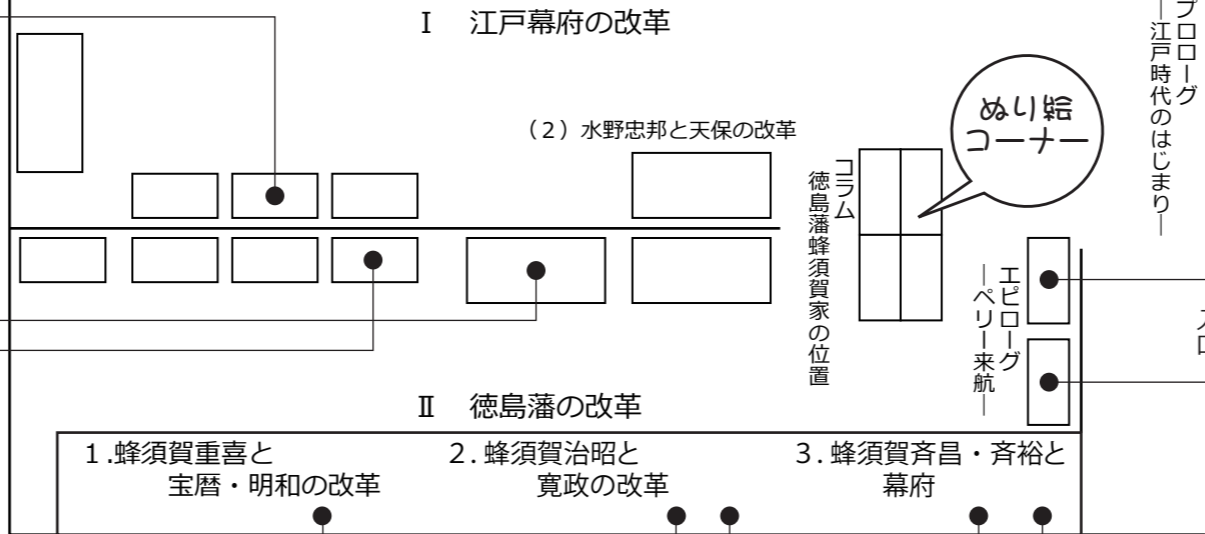 Ⅰ 江戸幕府の改革
プロローグ
―江戸時代のはじまり―
ぬり絵
コーナー
(2)水野忠邦と天保の改革
コラム
徳島藩蜂須賀家の位置
エピローグ
―ペリー来航―
Ⅱ 徳島藩の改革
1.蜂須賀重喜と
宝暦・明和の改革
2.蜂須賀治昭と
寛政の改革
3.蜂須賀斉昌・斉裕と
幕府